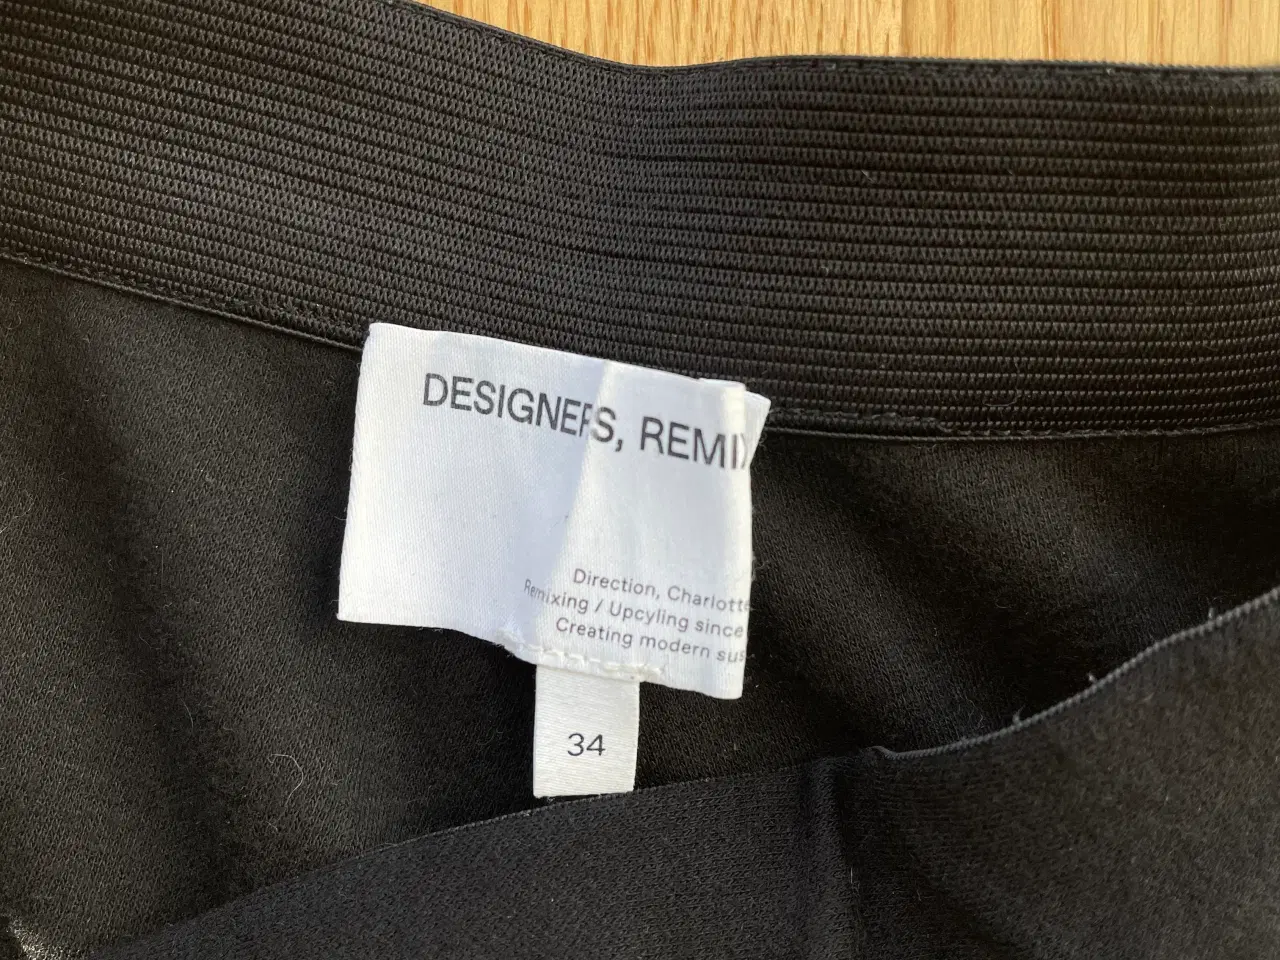 DESIGNERS, REMIX
Direction, Charlotte
Remixing / Upcyling since
Creating modern sus
34